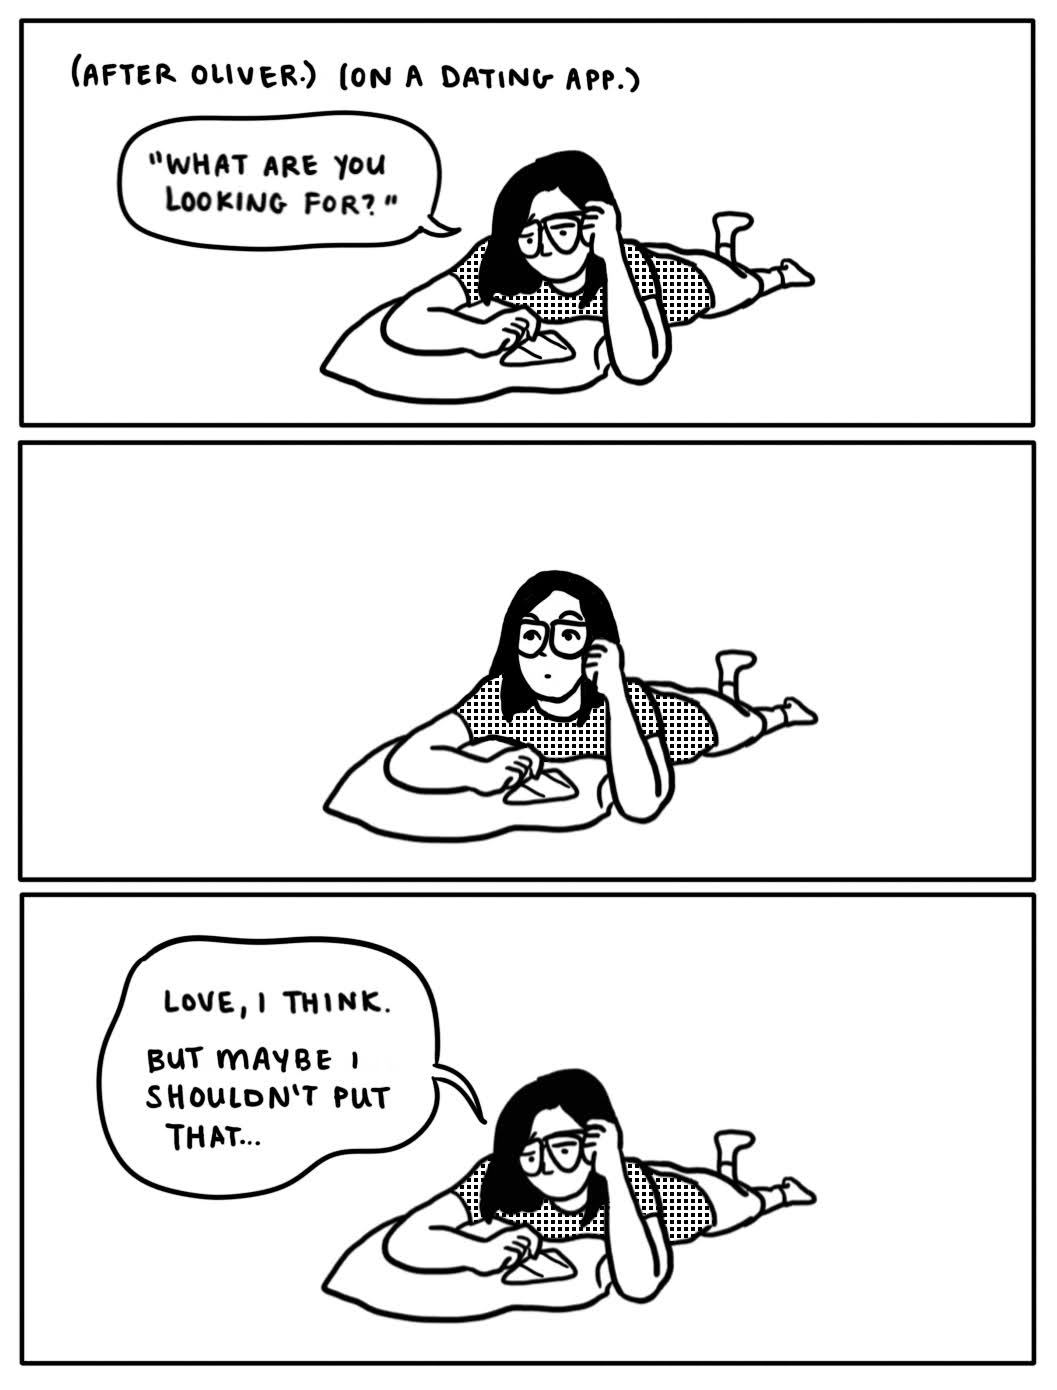 (AFTER OLIVER.) (ON A DATING APP.)
"WHAT ARE YOU
LOOKING FOR?"
LOVE, I THINK.
BUT MAYBE I
SHOULDN'T PUT
THAT...